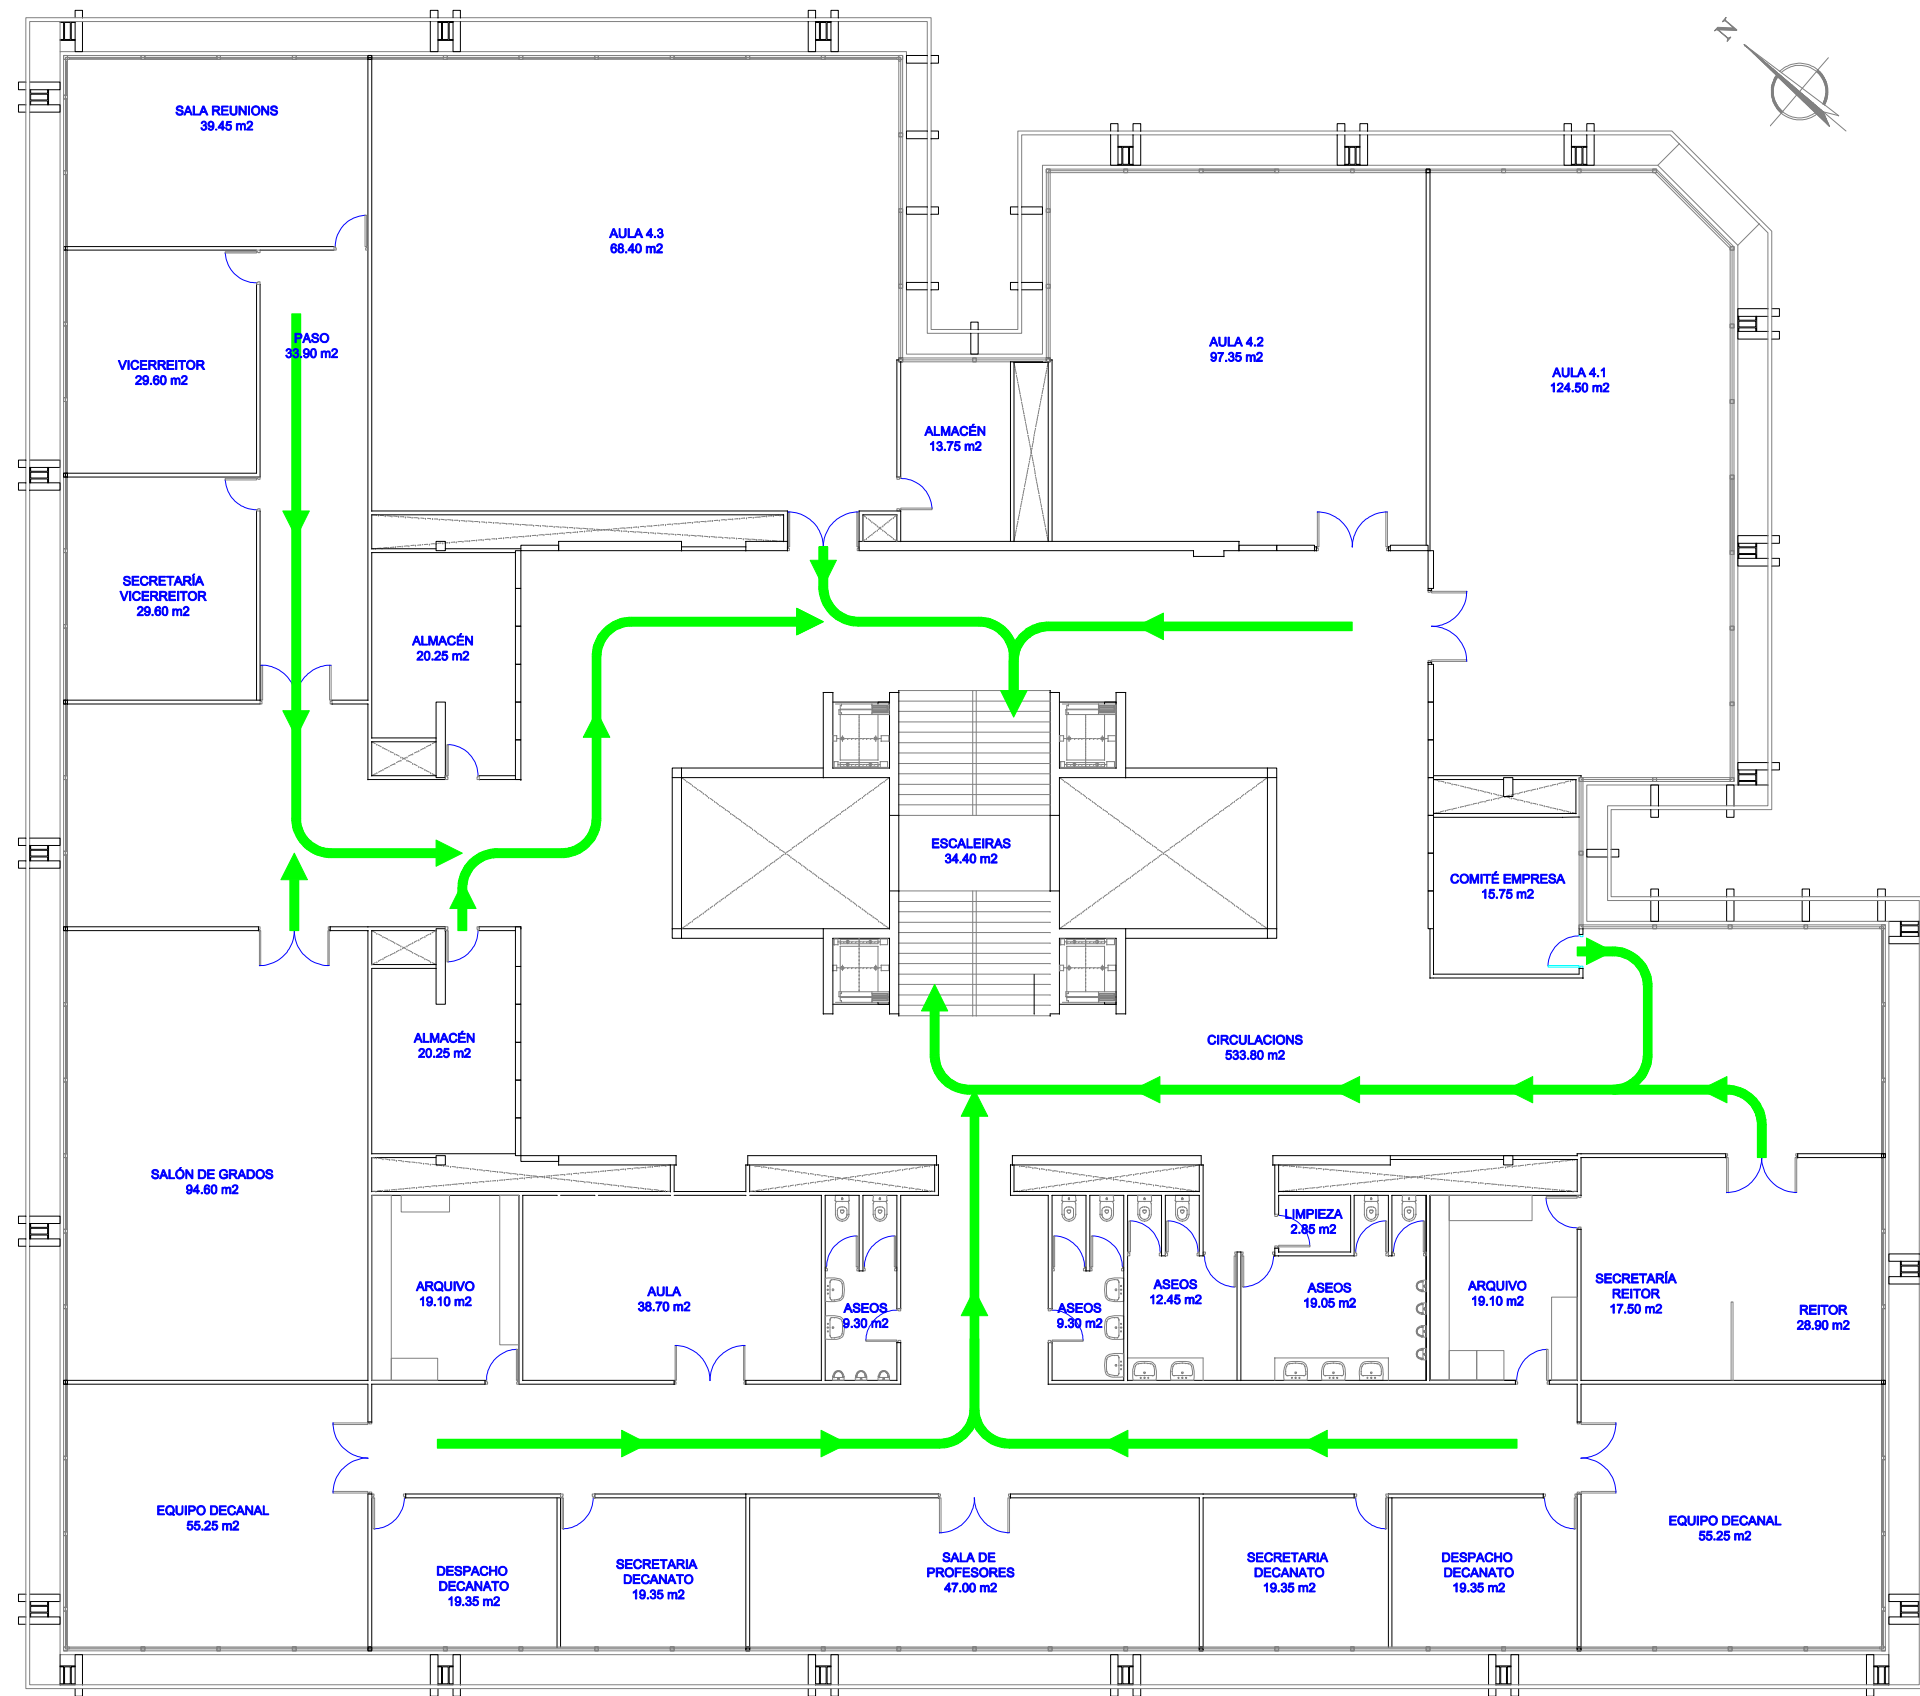 N
SALA REUNIONS
39.45 m2
AULA 4.3
68.40 m2
PASO
33.90 m2
VICERREITOR
29.60 m2
AULA 4.2
97.35 m2
AULA 4.1
124.50 m2
ALMACÉN
13.75 m2
SECRETARÍA
VICERREITOR
29.60 m2
ALMACÉN
20.25 m2
ESCALEIRAS
34.40 m2
COMITÉ EMPRESA
15.75 m2
ALMACÉN
20.25 m2
CIRCULACIONS
533.80 m2
SALÓN DE GRADOS
94.60 m2
ARQUIVO
19.10 m2
AULA
38.70 m2
ASEOS
9.30 m2
ASEOS
9.30 m2
ASEOS
12.45 m2
LIMPIEZA
2.85 m2
ASEOS
19.05 m2
ARQUIVO
19.10 m2
SECRETARÍA
REITOR
17.50 m2
REITOR
28.90 m2
EQUIPO DECANAL
55.25 m2
DESPACHO
DECANATO
19.35 m2
SECRETARIA
DECANATO
19.35 m2
SALA DE
PROFESORES
47.00 m2
SECRETARIA
DECANATO
19.35 m2
DESPACHO
DECANATO
19.35 m2
EQUIPO DECANAL
55.25 m2